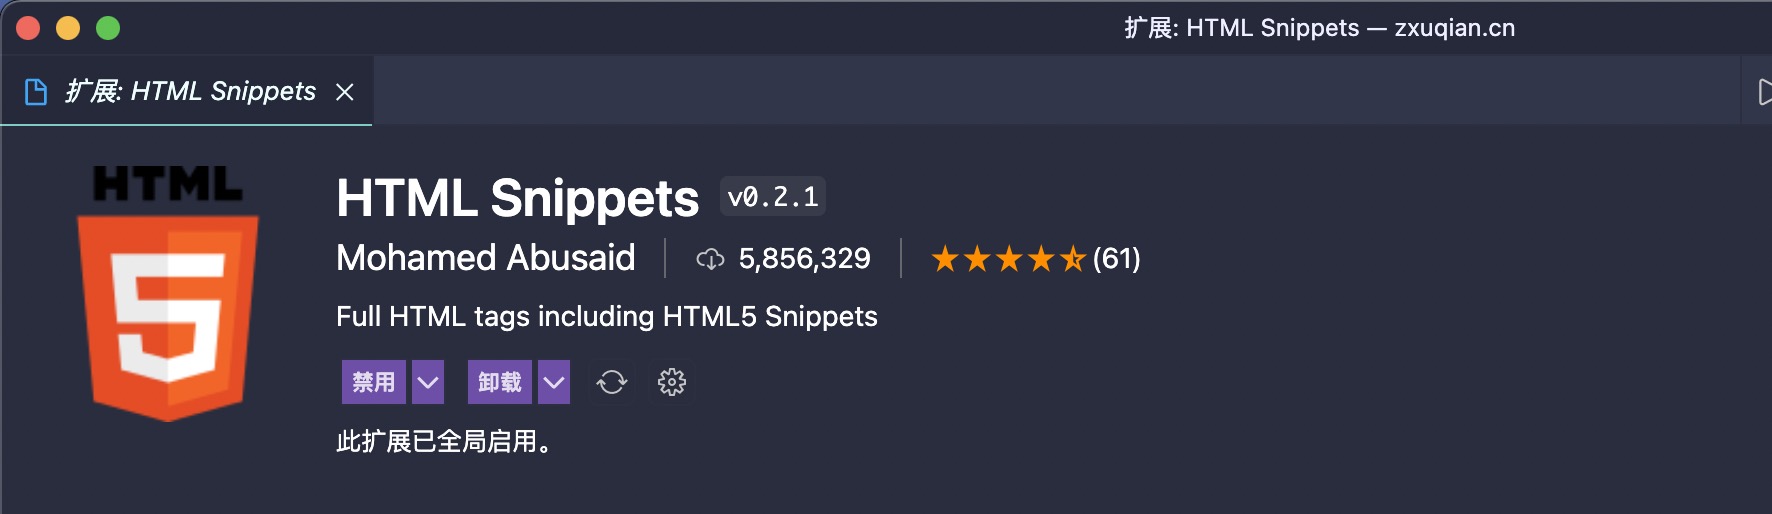 扩展: HTML Snippets — zxuqian.cn
扩展: HTML Snippets
HTML
5
HTML Snippets v0.2.1
Mohamed Abusaid 5,856,329 (61)
Full HTML tags including HTML5 Snippets
禁用 卸载
此扩展已全局启用。